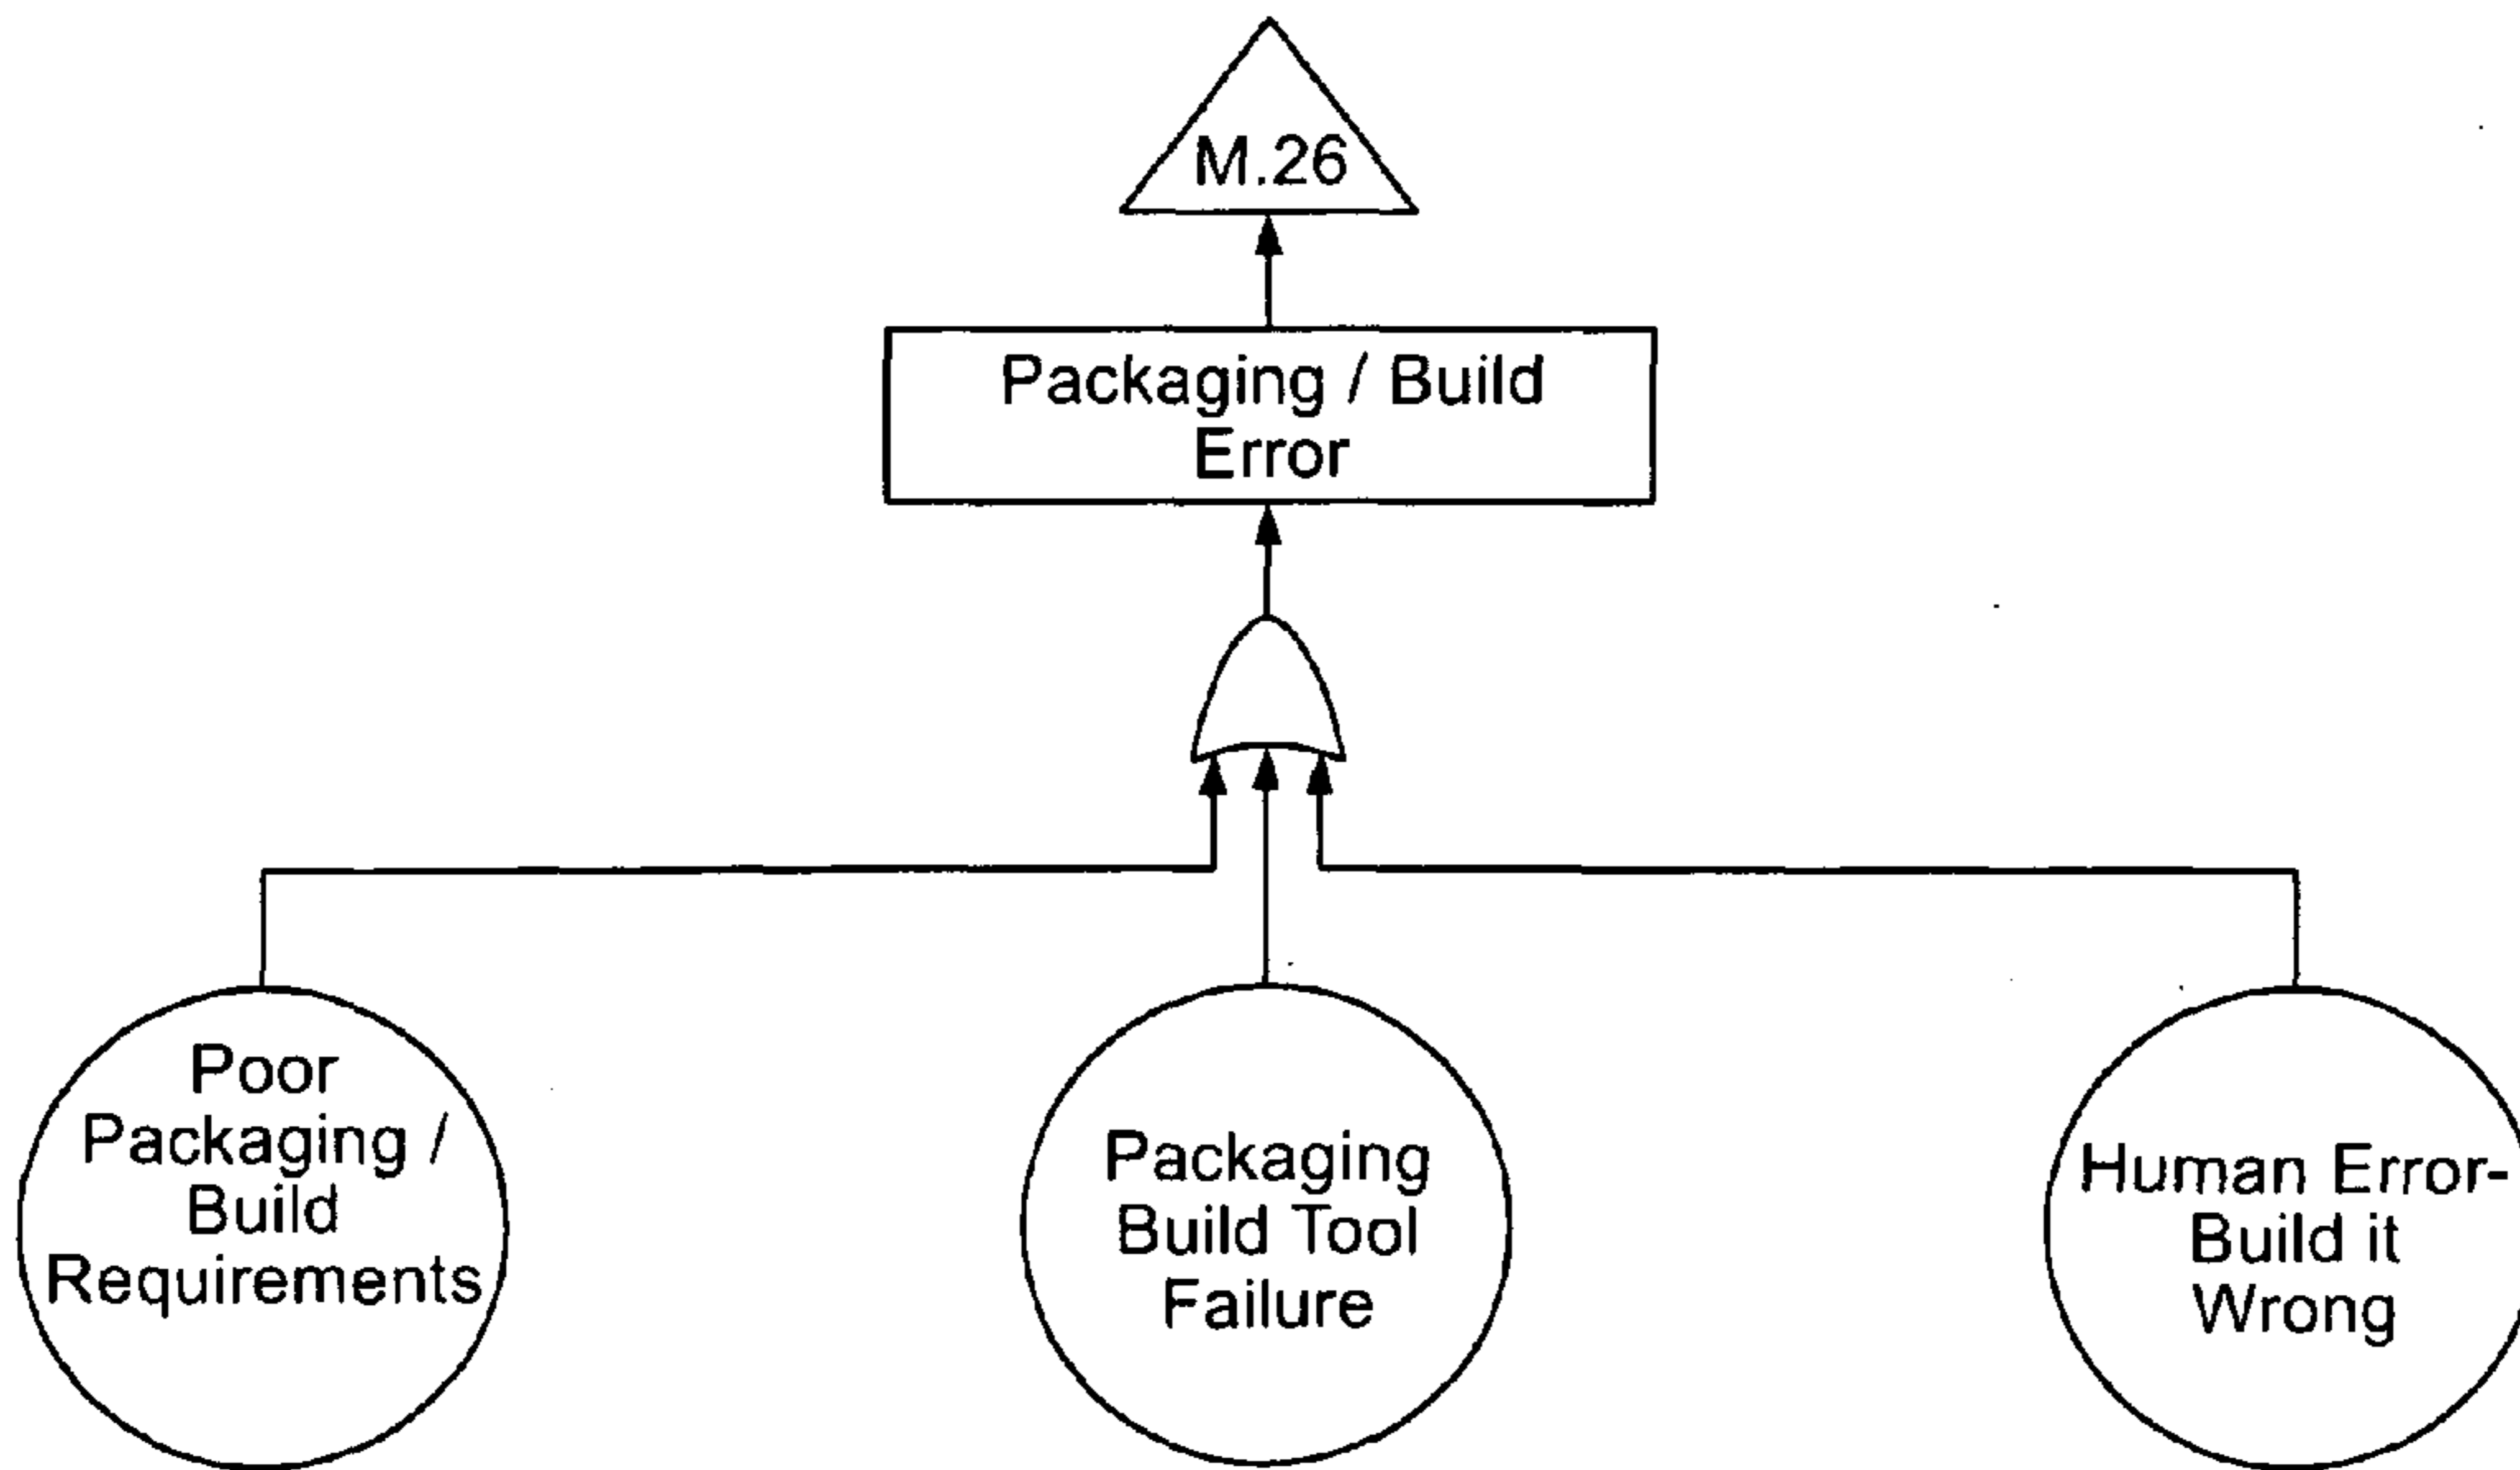 M.26
Packaging / Build
Error
Poor
Packaging /
Build
Requirements
Packaging
Build Tool
Failure
Human Error-
Build it
Wrong